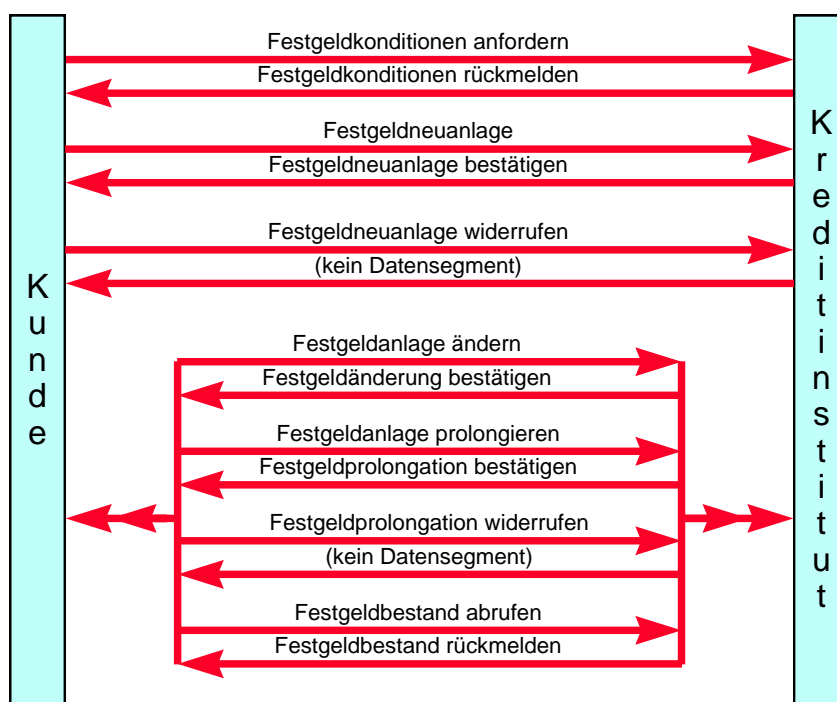 Kunde
Festgeldkonditionen anfordern
Festgeldkonditionen rückmelden
Festgeldneuanlage
Festgeldneuanlage bestätigen
Festgeldneuanlage widerrufen
(kein Datensegment)
Festgeldanlage ändern
Festgeldänderung bestätigen
Festgeldanlage prolongieren
Festgeldprolongation bestätigen
Festgeldprolongation widerrufen
(kein Datensegment)
Festgeldbestand abrufen
Festgeldbestand rückmelden
Kreditinstitut